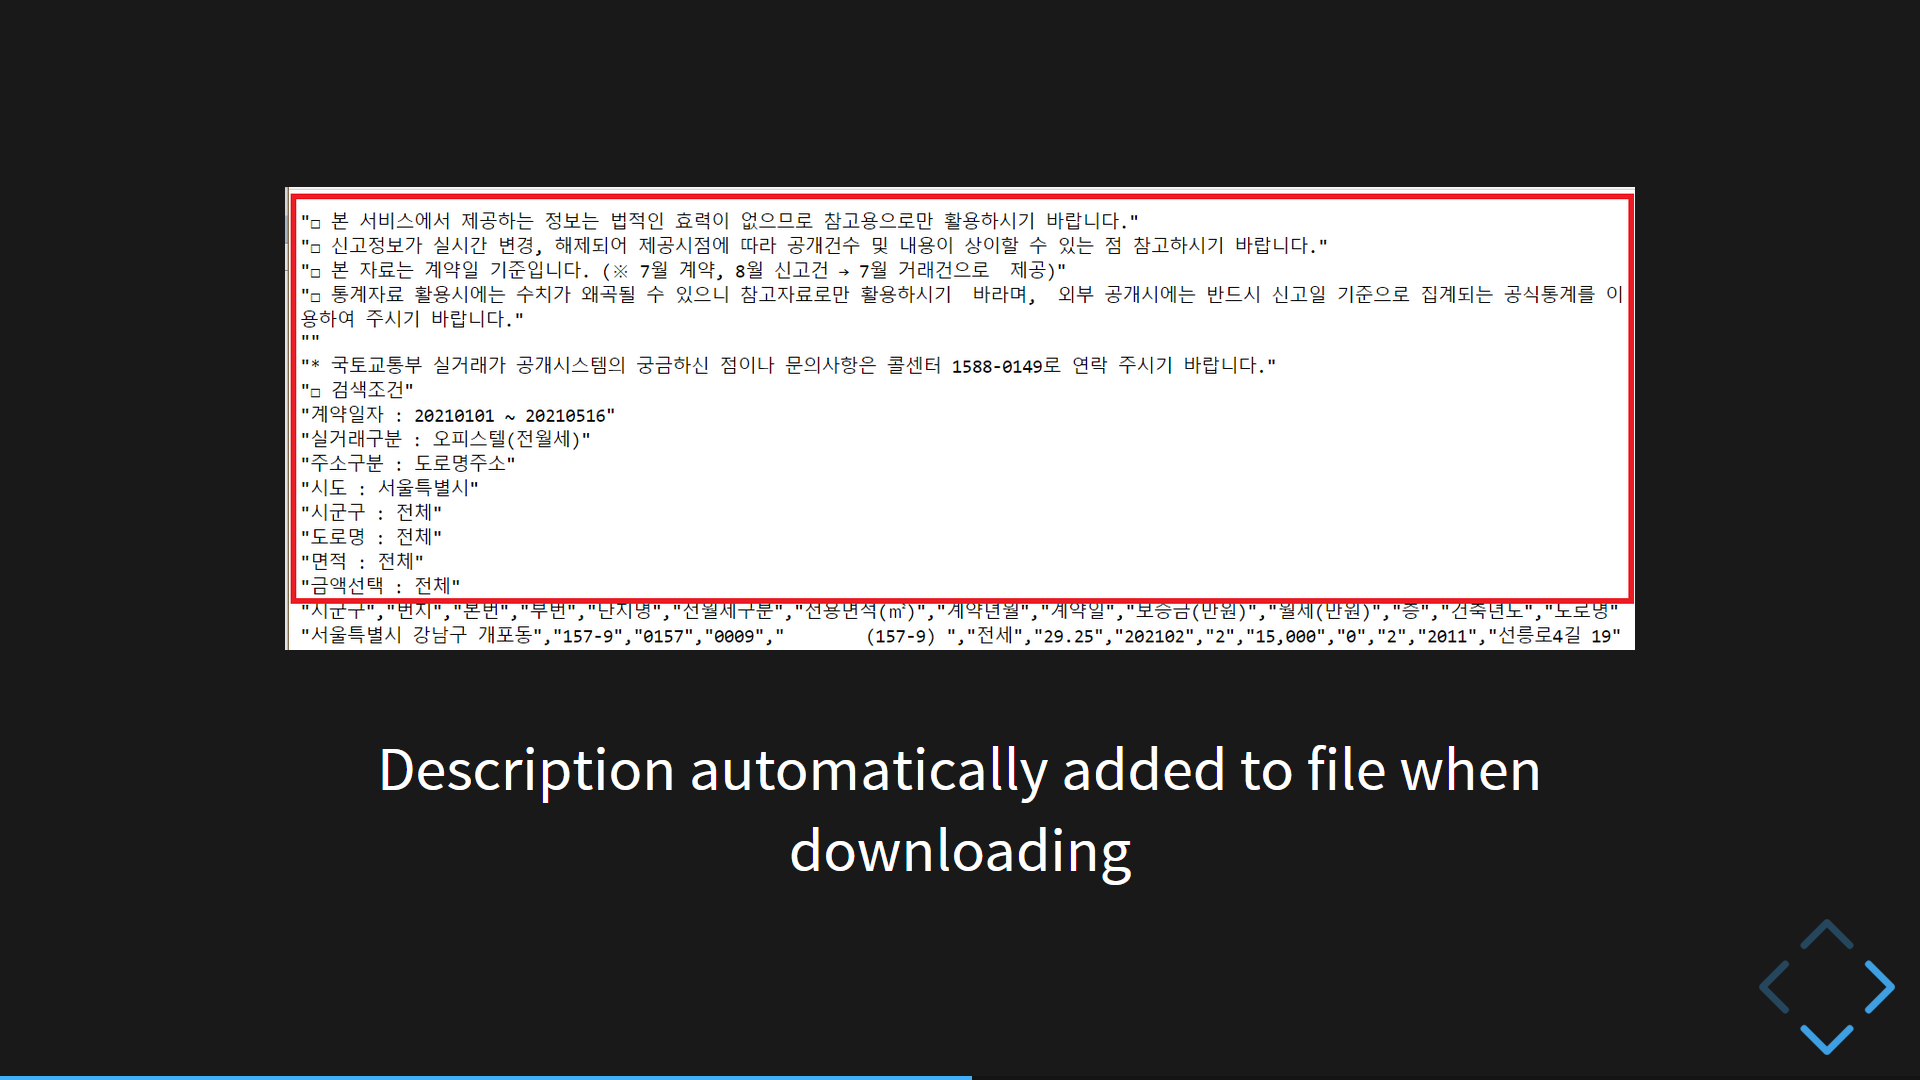 "□ 본 서비스에서 제공하는 정보는 법적인 효력이 없으므로 참고용으로만 활용하시기 바랍니다."
"□ 신고정보가 실시간 변경, 해제되어 제공시점에 따라 공개건수 및 내용이 상이할 수 있는 점 참고하시기 바랍니다."
"□ 본 자료는 계약일 기준입니다. (※ 7월 계약, 8월 신고건 → 7월 거래건으로  제공)"
"□ 통계자료 활용시에는 수치가 왜곡될 수 있으니 참고자료로만 활용하시기  바라며,  외부 공개시에는 반드시 신고일 기준으로 집계되는 공식통계를 이
용하여 주시기 바랍니다."
""
"* 국토교통부 실거래가 공개시스템의 궁금하신 점이나 문의사항은 콜센터 1588-0149로 연락 주시기 바랍니다."
"□ 검색조건"
"계약일자 : 20210101 ~ 20210516"
"실거래구분 : 오피스텔(전월세)"
"주소구분 : 도로명주소"
"시도 : 서울특별시"
"시군구 : 전체"
"도로명 : 전체"
"면적 : 전체"
"금액선택 : 전체"
"시군구","번지","본번","부번","단지명","전월세구분","전용면적(㎡)","계약년월","계약일","보증금(만원)","월세(만원)","층","건축년도","도로명"
"서울특별시 강남구 개포동","157-9","0157","0009","        (157-9) ","전세","29.25","202102","2","15,000","0","2","2011","선릉로4길 19"
Description automatically added to file when
downloading